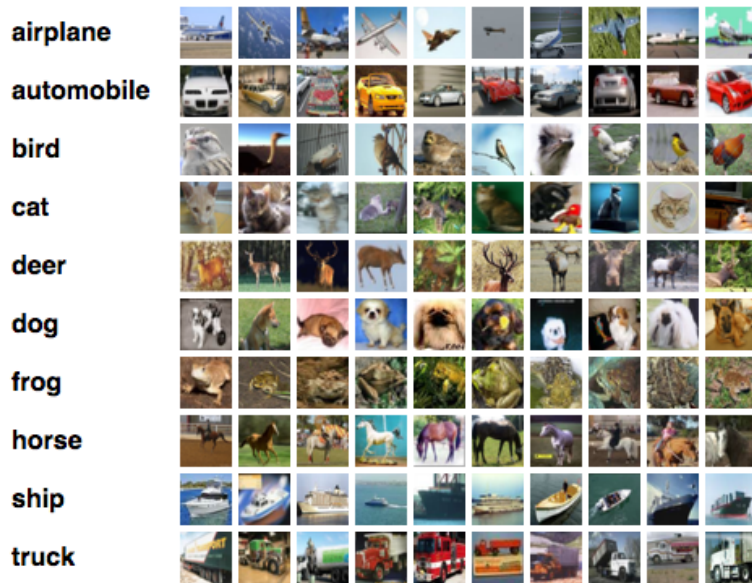 airplane
automobile
bird
cat
deer
dog
frog
horse
ship
truck